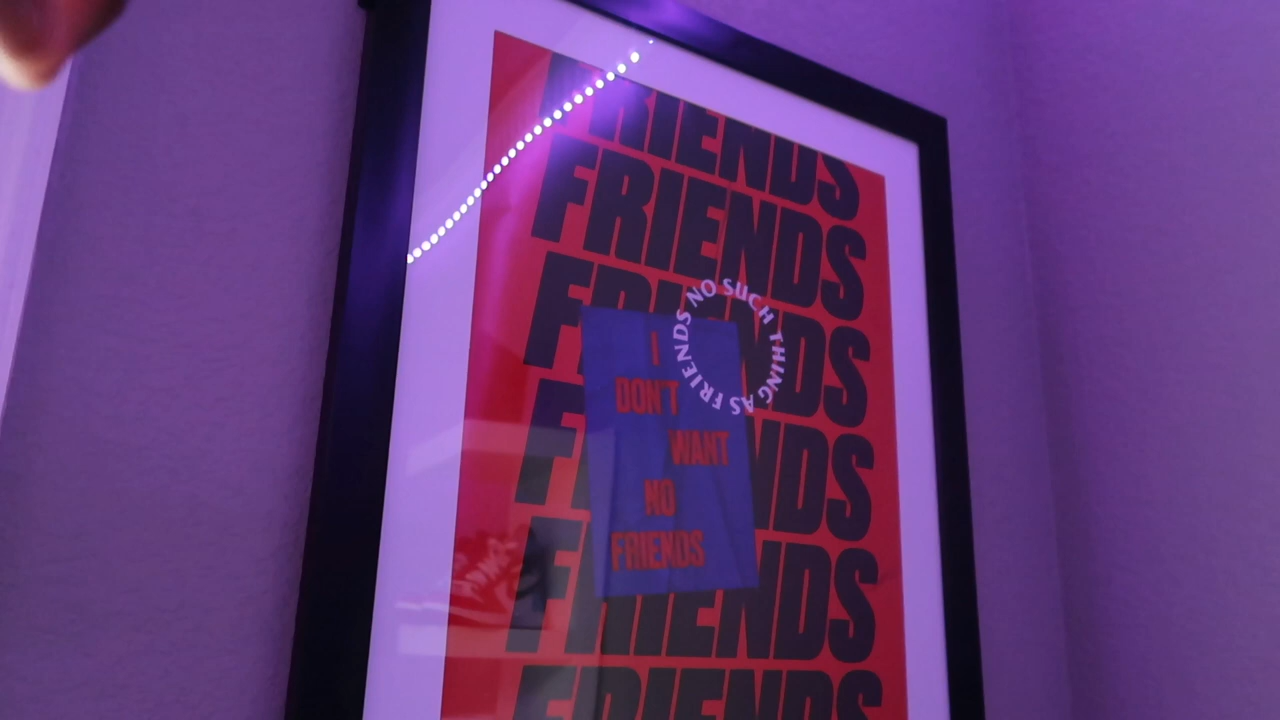 FRIENDS
FRIENDS
FRIENDS
NO SUCH THING AS FRIENDS
I
DON'T
WANT
NO
FRIENDS
FRIENDS
FRIENDS
FRIENDS